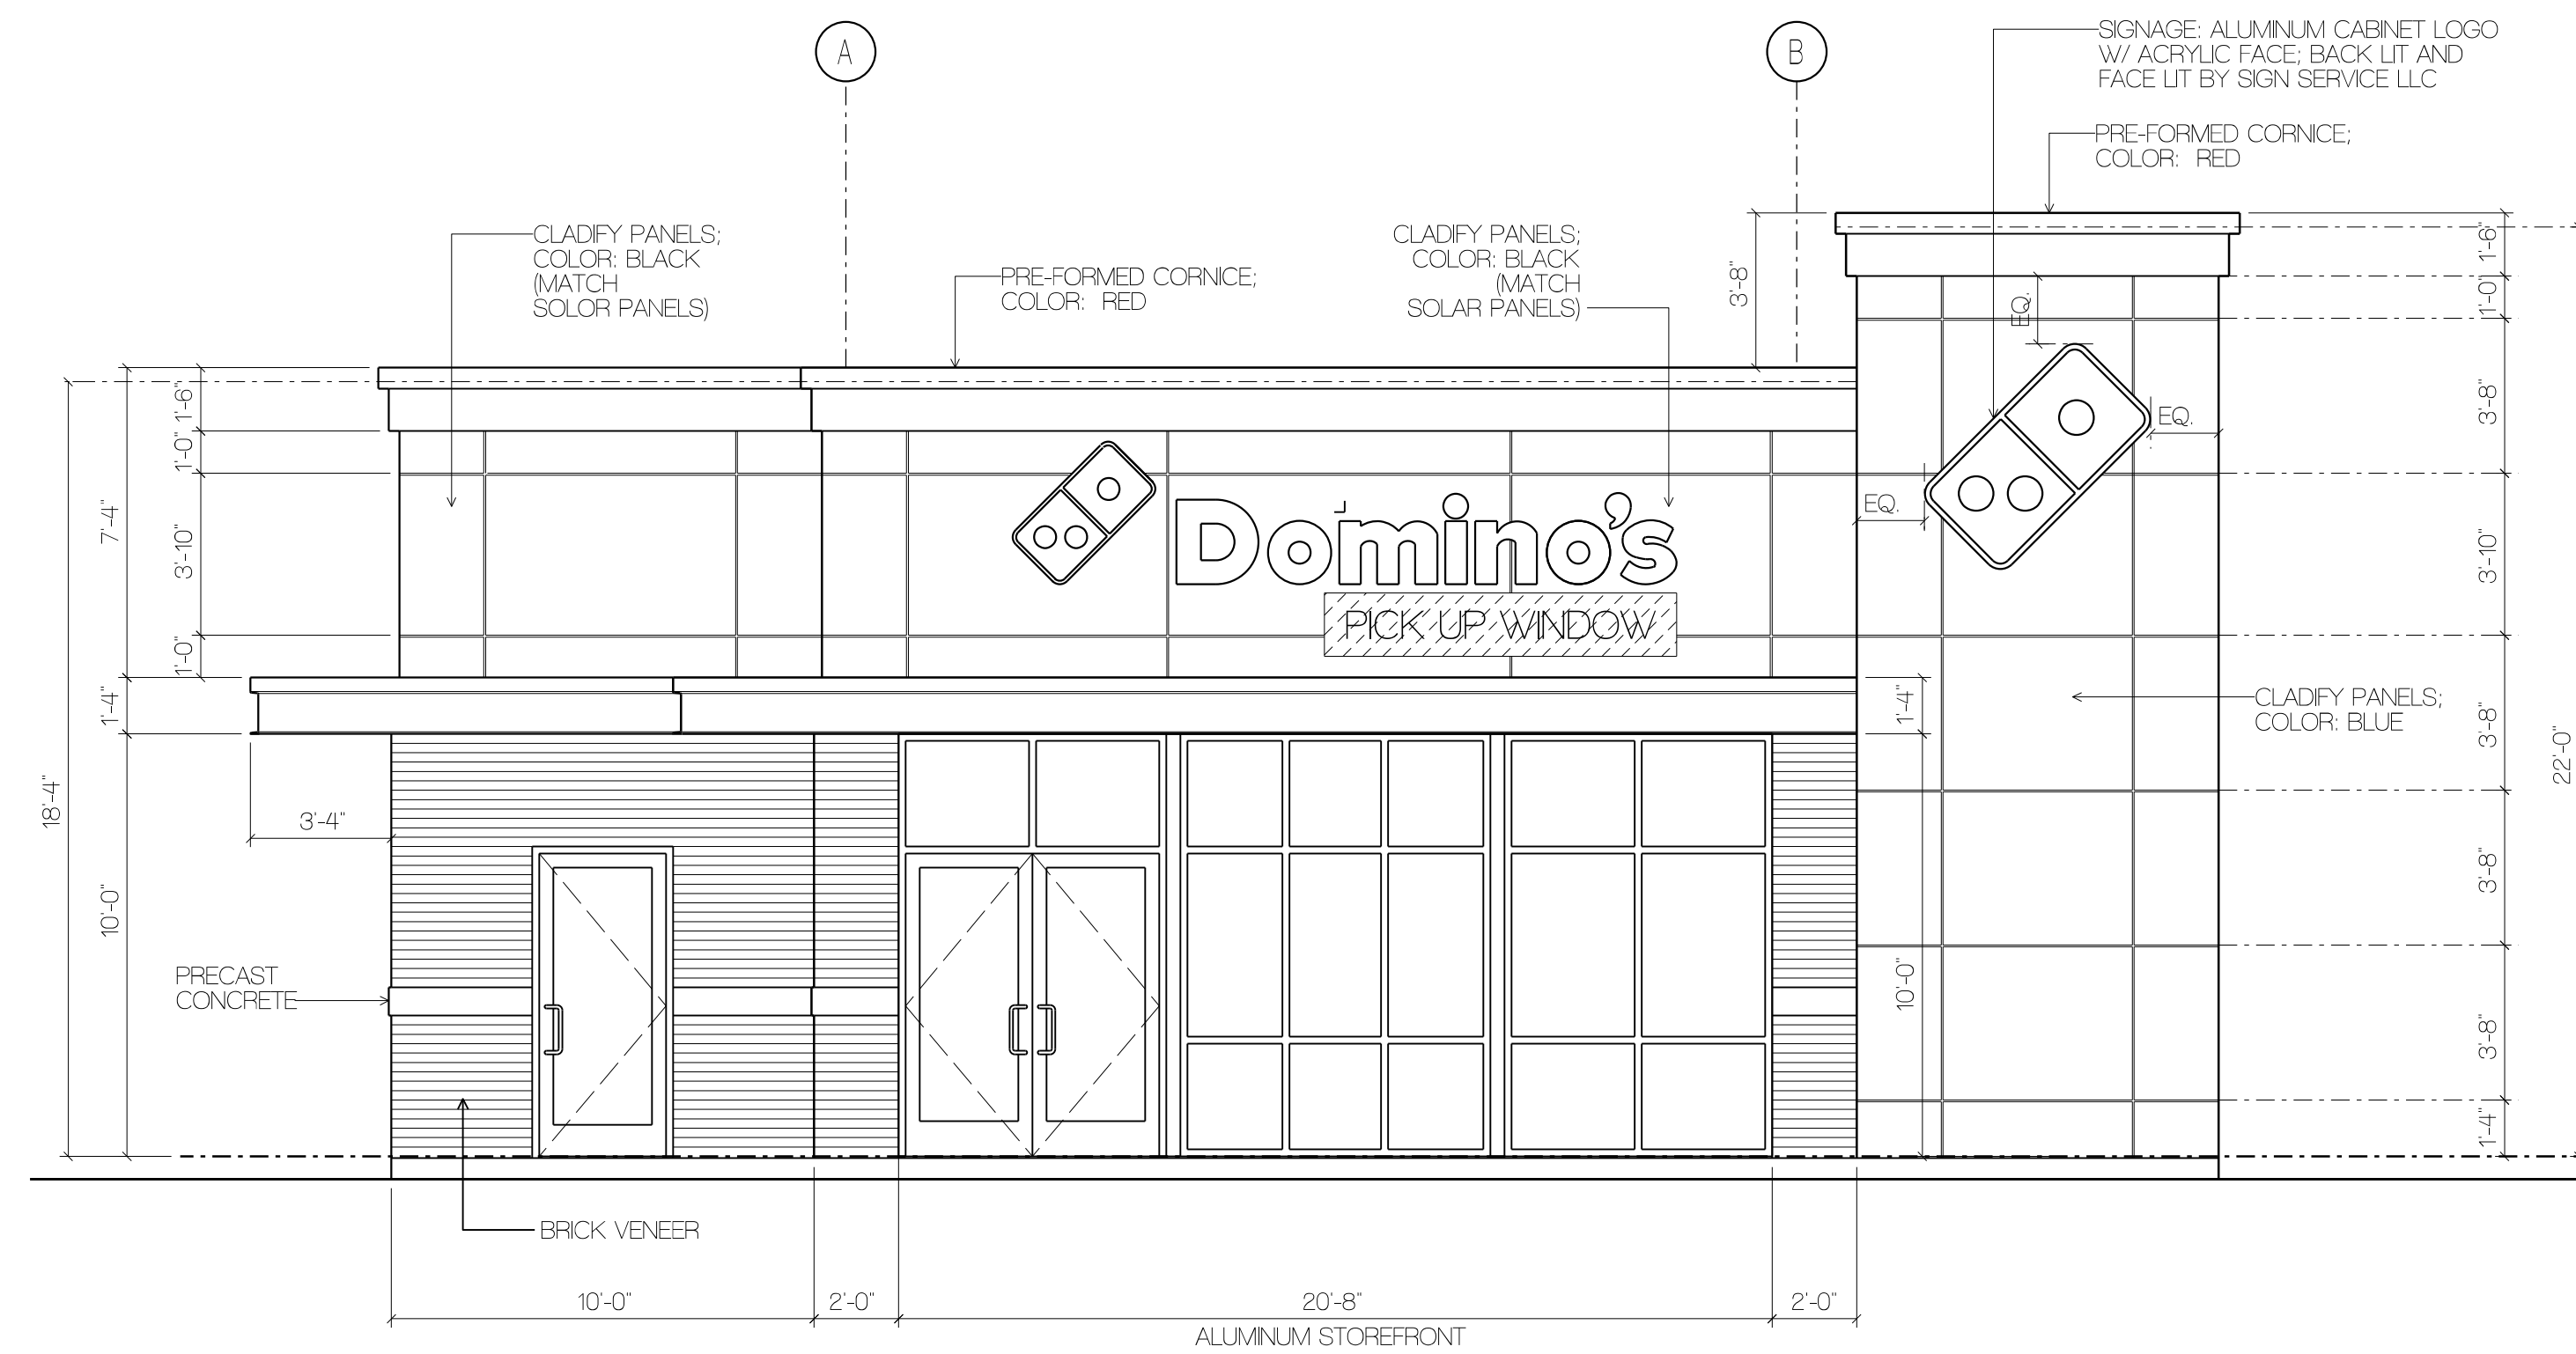 A
B
SIGNAGE: ALUMINUM CABINET LOGO
W/ ACRYLIC FACE; BACK LIT AND
FACE LIT BY SIGN SERVICE LLC
PRE-FORMED CORNICE;
COLOR: RED
CLADIFY PANELS;
COLOR: BLACK
(MATCH
SOLOR PANELS)
PRE-FORMED CORNICE;
COLOR: RED
CLADIFY PANELS;
COLOR: BLACK
(MATCH
SOLAR PANELS)
3'-8"
EQ.
EQ.
EQ.
1'-6"
1'-0"
3'-8"
3'-10"
3'-8"
3'-8"
3'-8"
1'-4"
22'-0"
1'-6"
1'-0"
3'-10"
1'-0"
7'-4"
1'-4"
10'-0"
18'-4"
3'-4"
Domino's
PICK UP WINDOW
1'-4"
10'-0"
CLADIFY PANELS;
COLOR: BLUE
PRECAST
CONCRETE
BRICK VENEER
10'-0"
2'-0"
20'-8"
2'-0"
ALUMINUM STOREFRONT